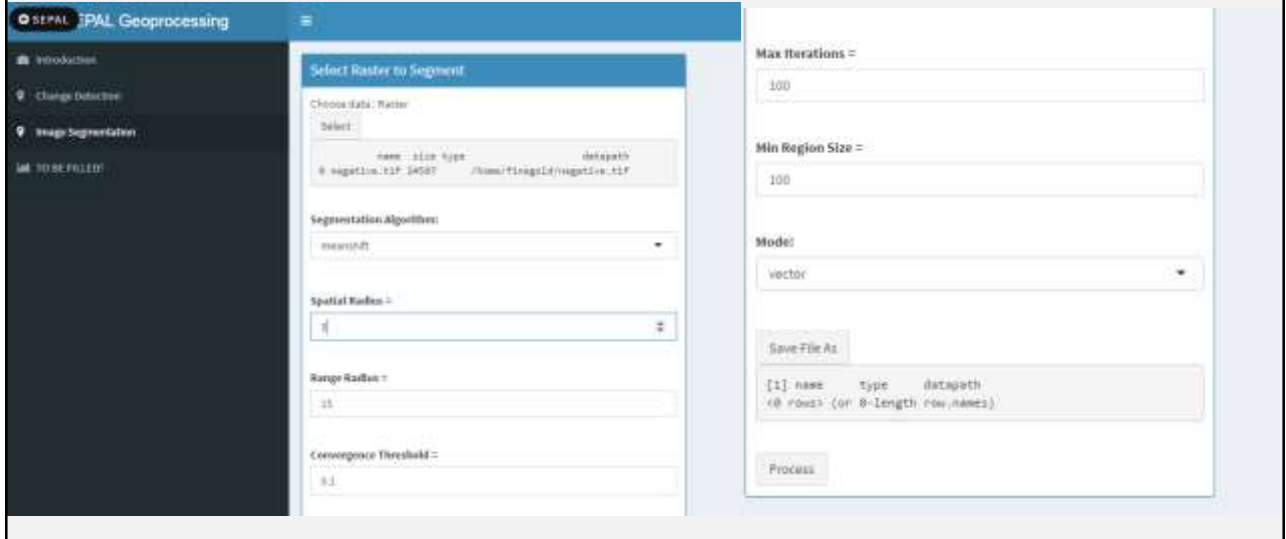 SEPAL EPAL Geoprocessing
Introduction
Change Detection
Image Segmentation
TO BE FILLED!
Select Raster to Segment
Choose data: Raster
Select
name size type datapath
0 negative.tif /home/finegold/negative.tif
Segmentation Algorithm:
meanshift
Spatial Radius =
Range Radius =
15
Convergence Threshold =
0.1
Max Iterations =
100
Min Region Size =
100
Mode:
vector
Save File As
[1] name type datapath
<0 rows> (or 0-length row.names)
Process